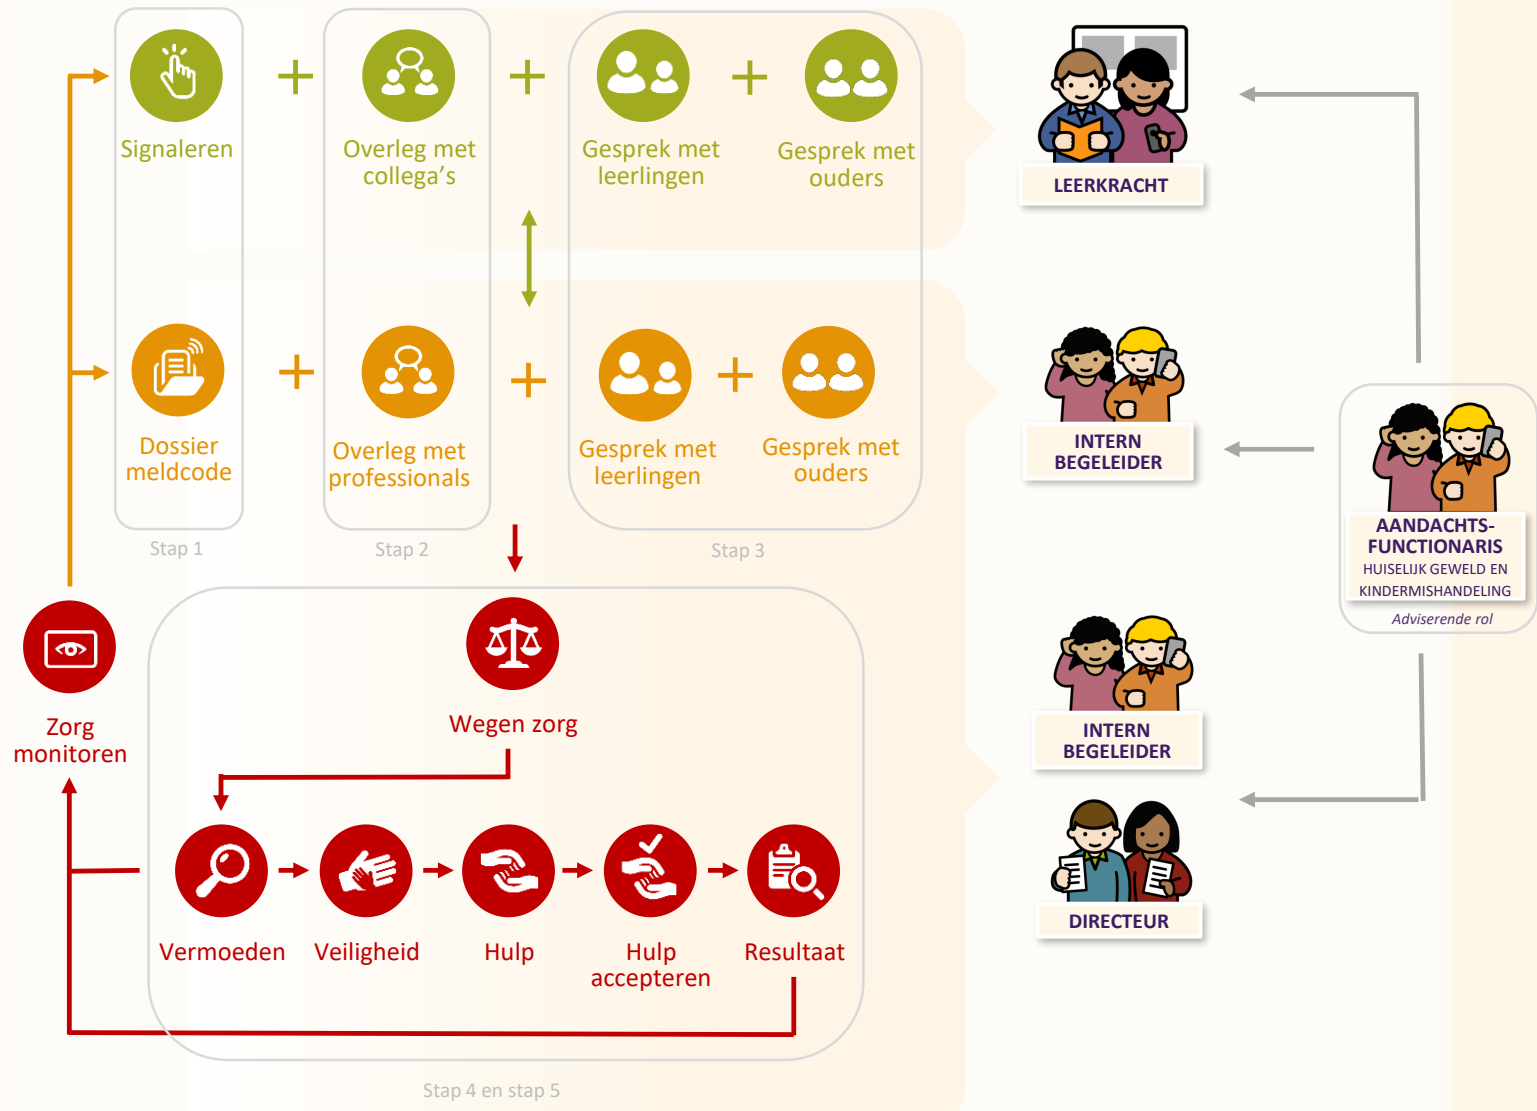 Signaleren
Overleg met
collega's
Gesprek met
leerlingen
Gesprek met
ouders
LEERKRACHT
Dossier
meldcode
Overleg met
professionals
Gesprek met
leerlingen
Gesprek met
ouders
INTERN
BEGELEIDER
Stap 1
Stap 2
Stap 3
AANDACHTS-
FUNCTIONARIS
HUISELIJK GEWELD EN
KINDERMISHANDELING
Adviserende rol
Zorg
monitoren
Wegen zorg
INTERN
BEGELEIDER
Vermoeden
Veiligheid
Hulp
Hulp
accepteren
Resultaat
DIRECTEUR
Stap 4 en stap 5